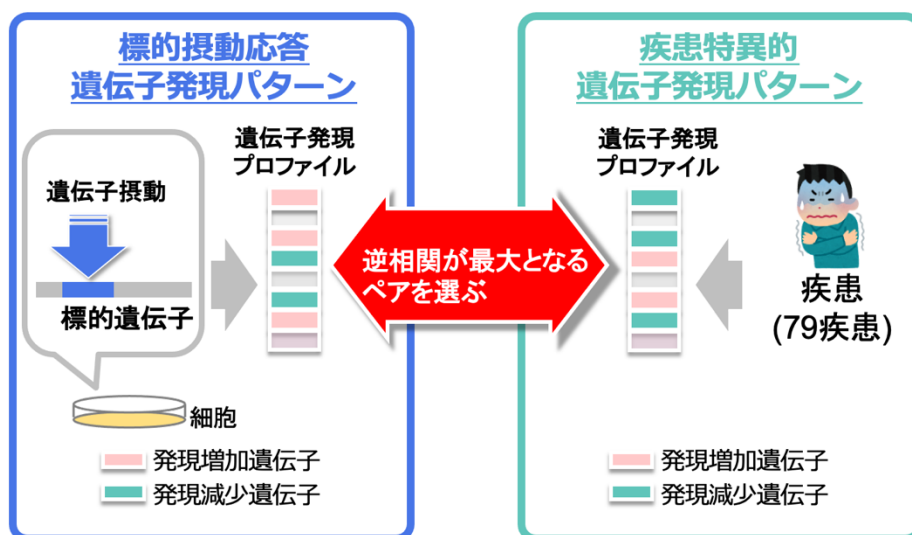 標的摂動応答
遺伝子発現パターン
遺伝子発現
プロファイル
遺伝子摂動
標的遺伝子
細胞
発現増加遺伝子
発現減少遺伝子
逆相関が最大となる
ペアを選ぶ
疾患特異的
遺伝子発現パターン
遺伝子発現
プロファイル
疾患
(79疾患)
発現増加遺伝子
発現減少遺伝子